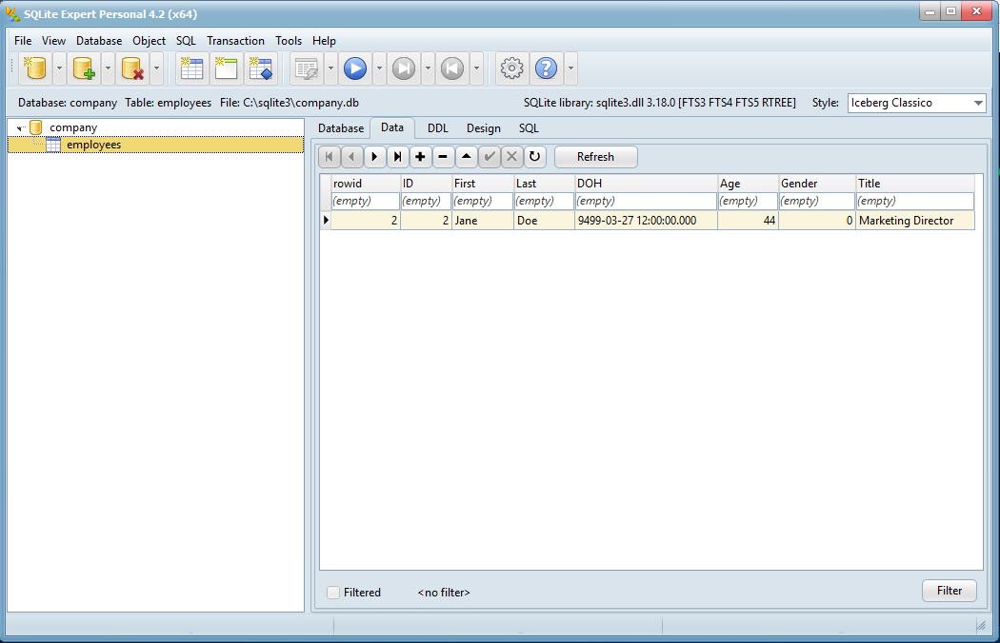 SQLite Expert Personal 4.2 (x64)
File View Database Object SQL Transaction Tools Help
Database: company Table: employees File: C:\sqlite3\company.db SQLite library: sqlite3.dll 3.18.0 [FTS3 FTS4 FTS5 RTREE] Style: Iceberg Classico
company
employees
Database Data DDL Design SQL
Refresh
rowid ID First Last DOH Age Gender Title
(empty) (empty) (empty) (empty) (empty) (empty) (empty) (empty)
2 2 Jane Doe 9499-03-27 12:00:00.000 44 0 Marketing Director
Filtered <no filter> Filter